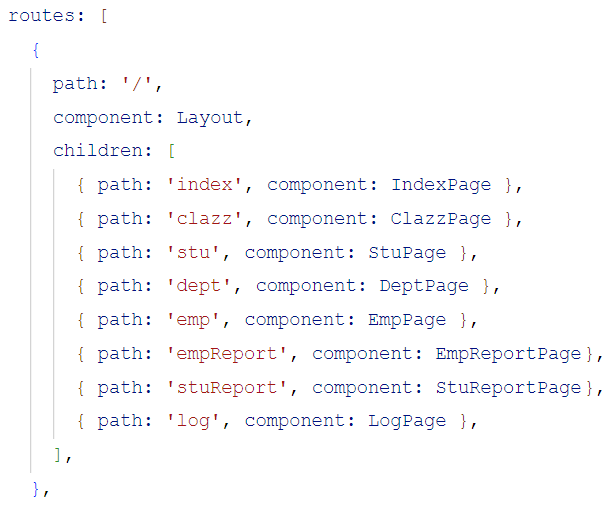 routes: [
{
path: '/',
component: Layout,
children: [
{ path: 'index', component: IndexPage },
{ path: 'clazz', component: ClazzPage },
{ path: 'stu', component: StuPage },
{ path: 'dept', component: DeptPage },
{ path: 'emp', component: EmpPage },
{ path: 'empReport', component: EmpReportPage},
{ path: 'stuReport', component: StuReportPage},
{ path: 'log', component: LogPage },
],
},